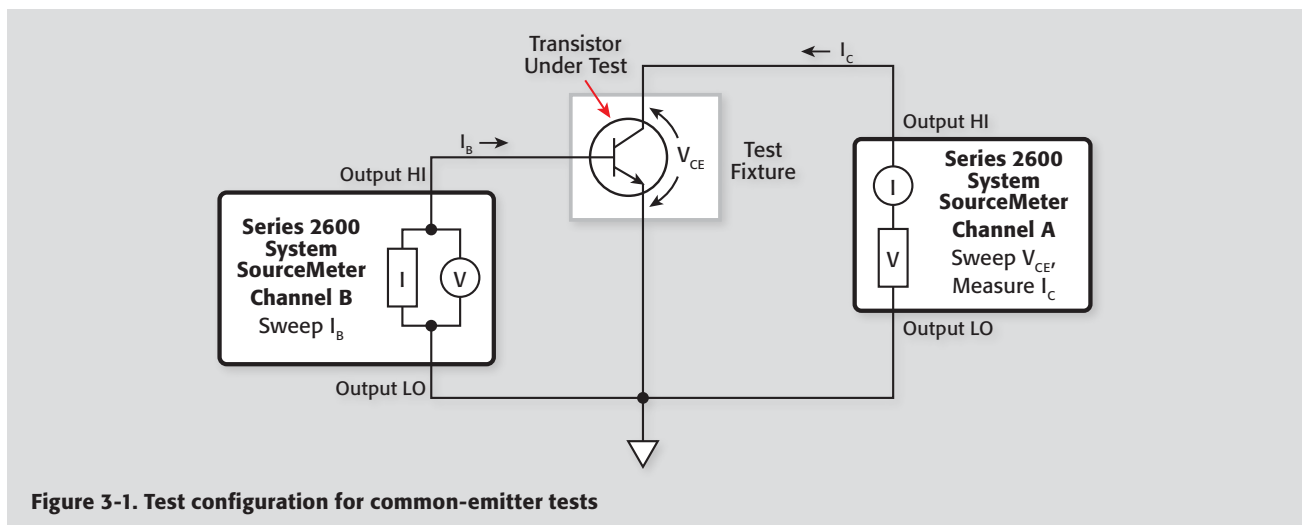 Transistor
Under Test
I_C
I_B
V_CE
Test
Fixture
Output HI
Series 2600
System
SourceMeter
Channel B
Sweep I_B
I
V
Output LO
Output HI
Series 2600
System
SourceMeter
Channel A
Sweep V_CE,
Measure I_C
I
V
Output LO
Figure 3-1. Test configuration for common-emitter tests